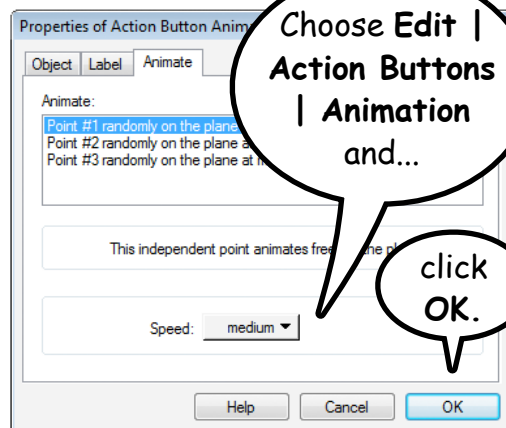 Properties of Action Button Anim
Choose Edit |
Action Buttons
| Animation
and...
Object Label Animate
Animate:
Point #1 randomly on the plane
Point #2 randomly on the plane a
Point #3 randomly on the plane at
This independent point animates free the
click
OK.
Speed: medium
Help Cancel OK